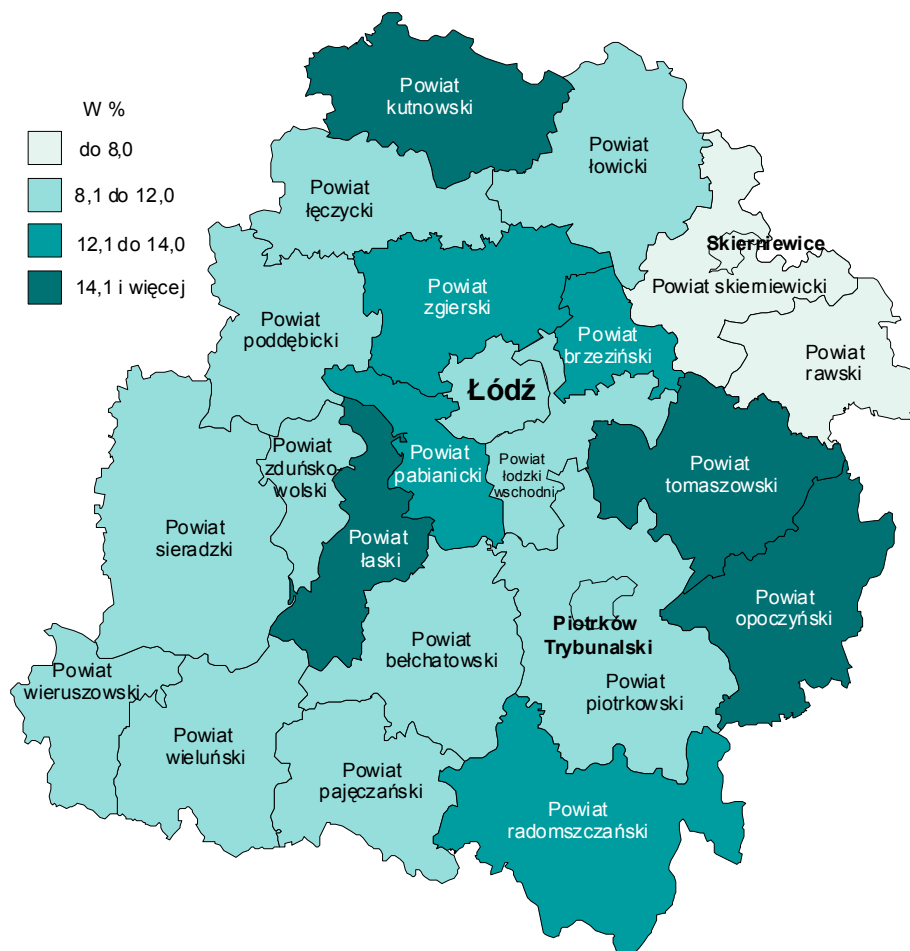 W %
do 8,0
8,1 do 12,0
12,1 do 14,0
14,1 i więcej
Powiat
kutnowski
Powiat
łowicki
Powiat
łęczycki
Skierniewice
Powiat skierniewicki
Powiat
zgierski
Powiat
poddębicki
Powiat
brzeziński
Powiat
rawski
Łódź
Powiat
zduńsko-
wolski
Powiat
pabianicki
Powiat
łodzki
wschodni
Powiat
tomaszowski
Powiat
sieradzki
Powiat
łaski
Powiat
opoczyński
Piotrków
Trybunalski
Powiat
bełchatowski
Powiat
wieruszowski
Powiat
piotrkowski
Powiat
wieluński
Powiat
pajęczański
Powiat
radomszczański